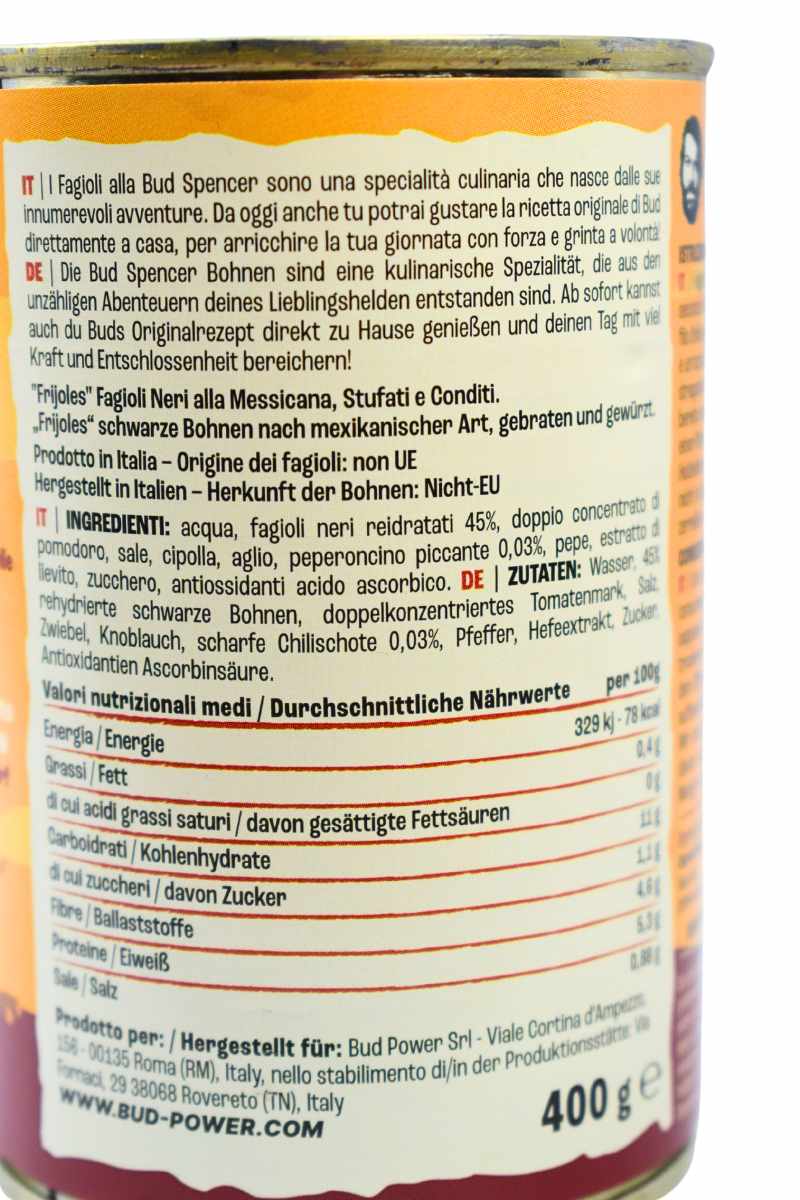 IT | I Fagioli alla Bud Spencer sono una specialità culinaria che nasce dalle sue
innumerevoli avventure. Da oggi anche tu potrai gustare la ricetta originale di Bud
direttamente a casa, per arricchire la tua giornata con forza e grinta a volontà!
DE | Die Bud Spencer Bohnen sind eine kulinarische Spezialität, die aus den
unzähligen Abenteuern deines Lieblingshelden entstanden sind. Ab sofort kannst
auch du Buds Originalrezept direkt zu Hause genießen und deinen Tag mit viel
Kraft und Entschlossenheit bereichern!
"Frijoles" Fagioli Neri alla Messicana, Stufati e Conditi.
„Frijoles“ schwarze Bohnen nach mexikanischer Art, gebraten und gewürzt.
Prodotto in Italia – Origine dei fagioli: non UE
Hergestellt in Italien – Herkunft der Bohnen: Nicht-EU
IT | INGREDIENTI: acqua, fagioli neri reidratati 45%, doppio concentrato di
pomodoro, sale, cipolla, aglio, peperoncino piccante 0,03%, pepe, estratto di
lievito, zucchero, antiossidanti acido ascorbico. DE | ZUTATEN: Wasser, 45%
rehydrierte schwarze Bohnen, doppelkonzentriertes Tomatenmark, Salz,
Zwiebel, Knoblauch, scharfe Chilischote 0,03%, Pfeffer, Hefeextrakt, Zucker,
Antioxidantien Ascorbinsäure.
Valori nutrizionali medi / Durchschnittliche Nährwerte per 100g
Energia / Energie 329 kj - 78 kcal
Grassi / Fett 0,4g
di cui acidi grassi saturi / davon gesättigte Fettsäuren 0g
Carboidrati / Kohlenhydrate 11g
di cui zuccheri / davon Zucker 1,1g
Fibre / Ballaststoffe 4,6g
Proteine / Eiweiß 5,3g
Sale / Salz 0,88g
Prodotto per: / Hergestellt für: Bud Power Srl - Viale Cortina d'Ampezzo,
156 - 00135 Roma (RM), Italy, nello stabilimento di/in der Produktionsstätte: Via
Fornaci, 29 38068 Rovereto (TN), Italy
WWW.BUD-POWER.COM
400 g ℮